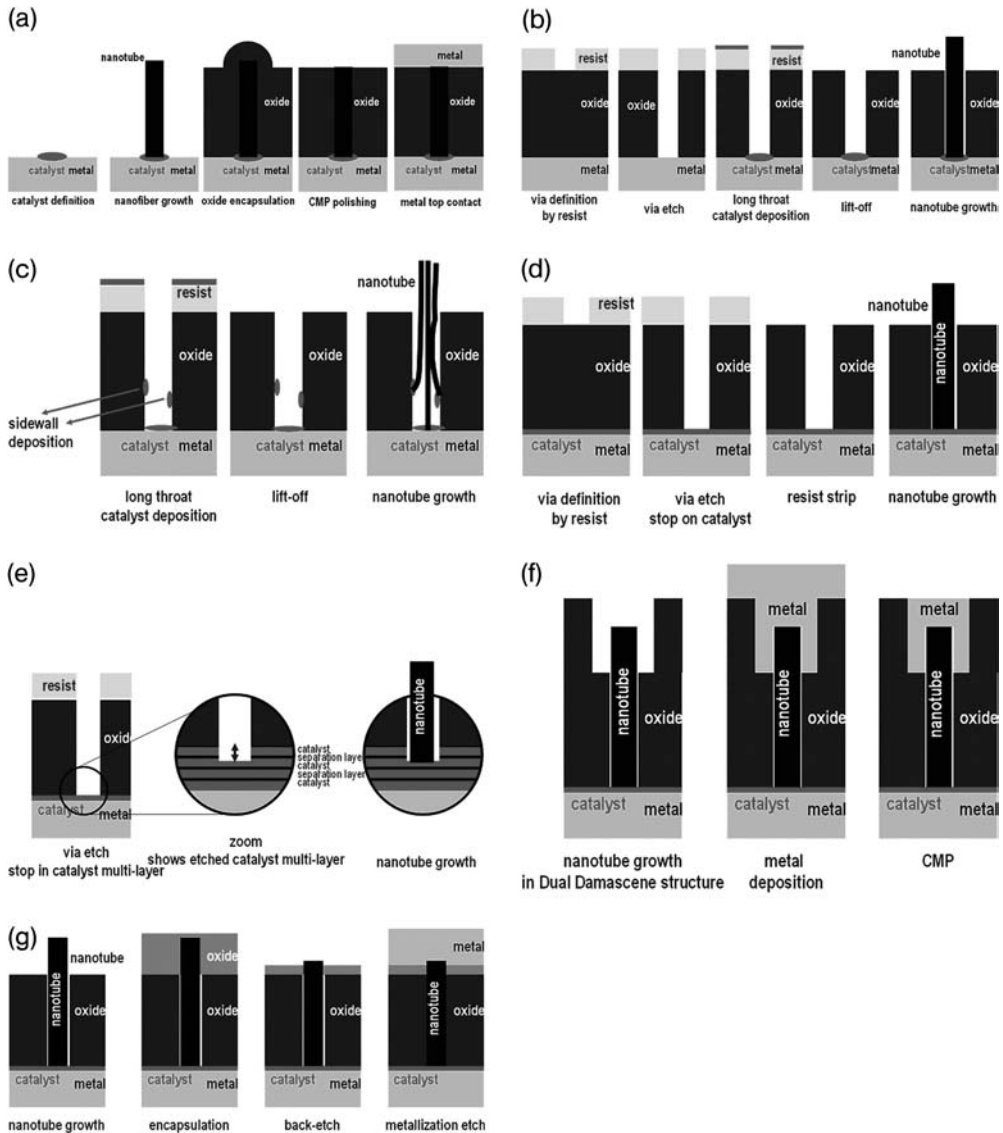 (a)
nanotube
metal
oxide
oxide
oxide
catalyst metal
catalyst metal
catalyst metal
catalyst metal
catalyst metal
catalyst definition
nanofiber growth
oxide encapsulation
CMP polishing
metal top contact
(b)
nanotube
resist
resist
oxide
oxide
oxide
oxide
oxide
metal
metal
catalyst metal
catalyst metal
catalyst metal
via definition
by resist
via etch
long throat
catalyst deposition
lift-off
nanotube growth
(c)
nanotube
resist
oxide
oxide
oxide
sidewall
deposition
catalyst metal
catalyst metal
catalyst metal
long throat
catalyst deposition
lift-off
nanotube growth
(d)
resist
nanotube
nanotube
oxide
oxide
oxide
oxide
catalyst metal
catalyst metal
catalyst metal
catalyst metal
via definition
by resist
via etch
stop on catalyst
resist strip
nanotube growth
(e)
resist
oxide
catalyst metal
via etch
stop in catalyst multi-layer
catalyst
separation layer
catalyst
separation layer
catalyst
zoom
shows etched catalyst multi-layer
nanotube
nanotube growth
(f)
nanotube
oxide
catalyst metal
nanotube growth
in Dual Damascene structure
metal
nanotube
oxide
catalyst metal
metal
deposition
metal
nanotube
oxide
catalyst metal
CMP
(g)
nanotube
nanotube
oxide
catalyst metal
nanotube growth
oxide
oxide
catalyst metal
encapsulation
oxide
catalyst metal
back-etch
metal
nanotube
oxide
catalyst metal
metallization etch